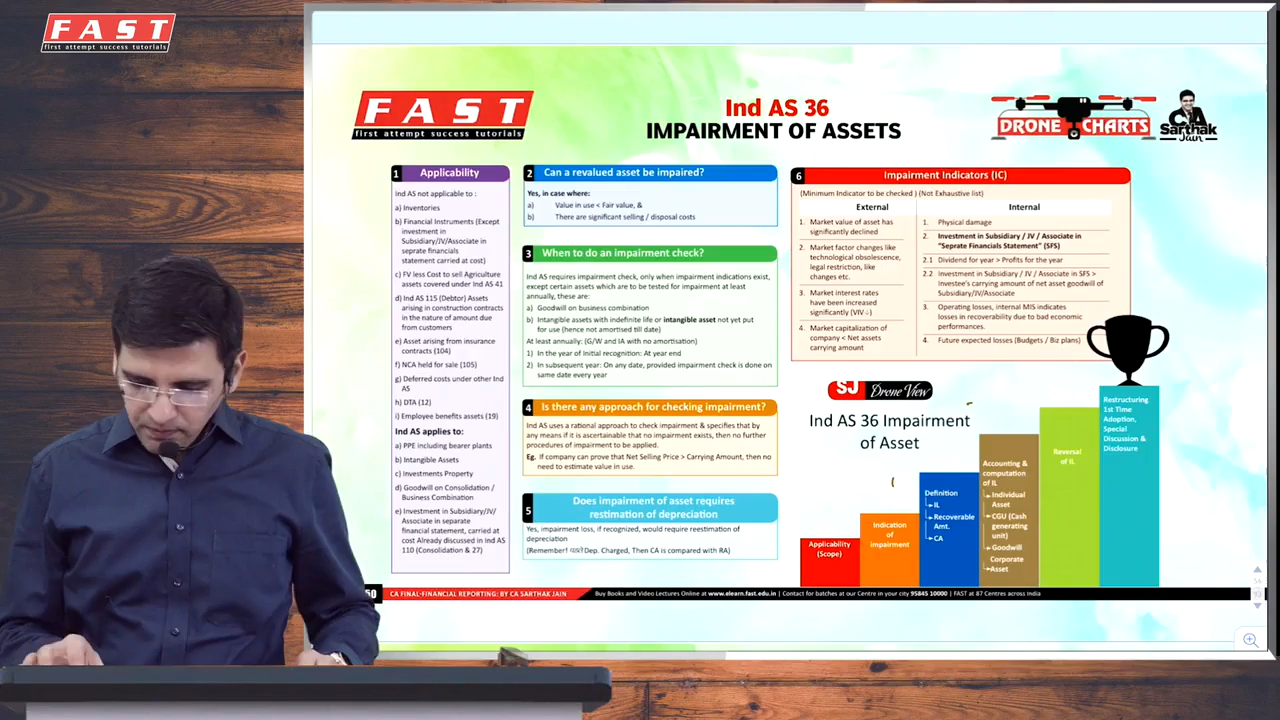 FAST
first attempt success tutorials
FAST
first attempt success tutorials
Ind AS 36
IMPAIRMENT OF ASSETS
DRONE CHARTS
CA
Sarthak
Jain
1 Applicability
Ind AS not applicable to :
a) Inventories
b) Financial Instruments (Except
investment in
Subsidiary/JV/Associate in
seprate financials
statement carried at cost)
c) FV less Cost to sell Agriculture
assets covered under Ind AS 41
d) Ind AS 115 (Debtor) Assets
arising in construction contracts
in the nature of amount due
from customers
e) Asset arising from insurance
contracts (104)
f) NCA held for sale (105)
g) Deferred costs under other Ind
AS
h) DTA (12)
i) Employee benefits assets (19)
Ind AS applies to:
a) PPE including bearer plants
b) Intangible Assets
c) Investments Property
d) Goodwill on Consolidation /
Business Combination
e) Investment in Subsidiary/JV/
Associate in separate
financial statement, carried at
cost Already discussed in Ind AS
110 (Consolidation & 27)
2 Can a revalued asset be impaired?
Yes, in case where:
a) Value in use < Fair value, &
b) There are significant selling / disposal costs
3 When to do an impairment check?
Ind AS requires impairment check, only when impairment indications exist,
except certain assets which are to be tested for impairment at least
annually, these are:
a) Goodwill on business combination
b) Intangible assets with indefinite life or intangible asset not yet put
for use (hence not amortised till date)
At least annually: (G/W and IA with no amortisation)
1) In the year of Initial recognition: At year end
2) In subsequent year: On any date, provided impairment check is done on
same date every year
4 Is there any approach for checking impairment?
Ind AS uses a rational approach to check impairment & specifies that by
any means if it is ascertainable that no impairment exists, then no further
procedures of impairment to be applied.
Eg. If company can prove that Net Selling Price > Carrying Amount, then no
need to estimate value in use.
5 Does impairment of asset requires
restimation of depreciation
Yes, impairment loss, if recognized, would require reestimation of
depreciation
(Remember! Dep. Charged, Then CA is compared with RA)
6 Impairment Indicators (IC)
(Minimum Indicator to be checked ) (Not Exhaustive list)
External
1. Market value of asset has
significantly declined
2. Market factor changes like
technological obsolescence,
legal restriction, like
changes etc.
3. Market interest rates
have been increased
significantly (VIV ↓)
4. Market capitalization of
company < Net assets
carrying amount
Internal
1. Physical damage
2. Investment in Subsidiary / JV / Associate in
"Seprate Financials Statement" (SFS)
2.1 Dividend for year > Profits for the year
2.2 Investment in Subsidiary / JV / Associate in SFS >
Investee's carrying amount of net asset goodwill of
Subsidiary/JV/Associate
3. Operating losses, internal MIS indicates
losses in recoverability due to bad economic
performances.
4. Future expected losses (Budgets / Biz plans)
SJ Drone View
Ind AS 36 Impairment
of Asset
Applicability
(Scope)
Indication
of
impairment
Definition
IL
Recoverable
Amt.
CA
Accounting &
computation
of IL
Individual
Asset
CGU (Cash
generating
unit)
Goodwill
Corporate
Asset
Reversal
of IL
Restructuring
1st Time
Adoption,
Special
Discussion &
Disclosure
50 CA FINAL-FINANCIAL REPORTING: BY CA SARTHAK JAIN
Buy Books and Video Lectures Online at www.elearn.fast.edu.in | Contact for batches at our Centre in your city 95845 10000 | FAST at 87 Centres across India